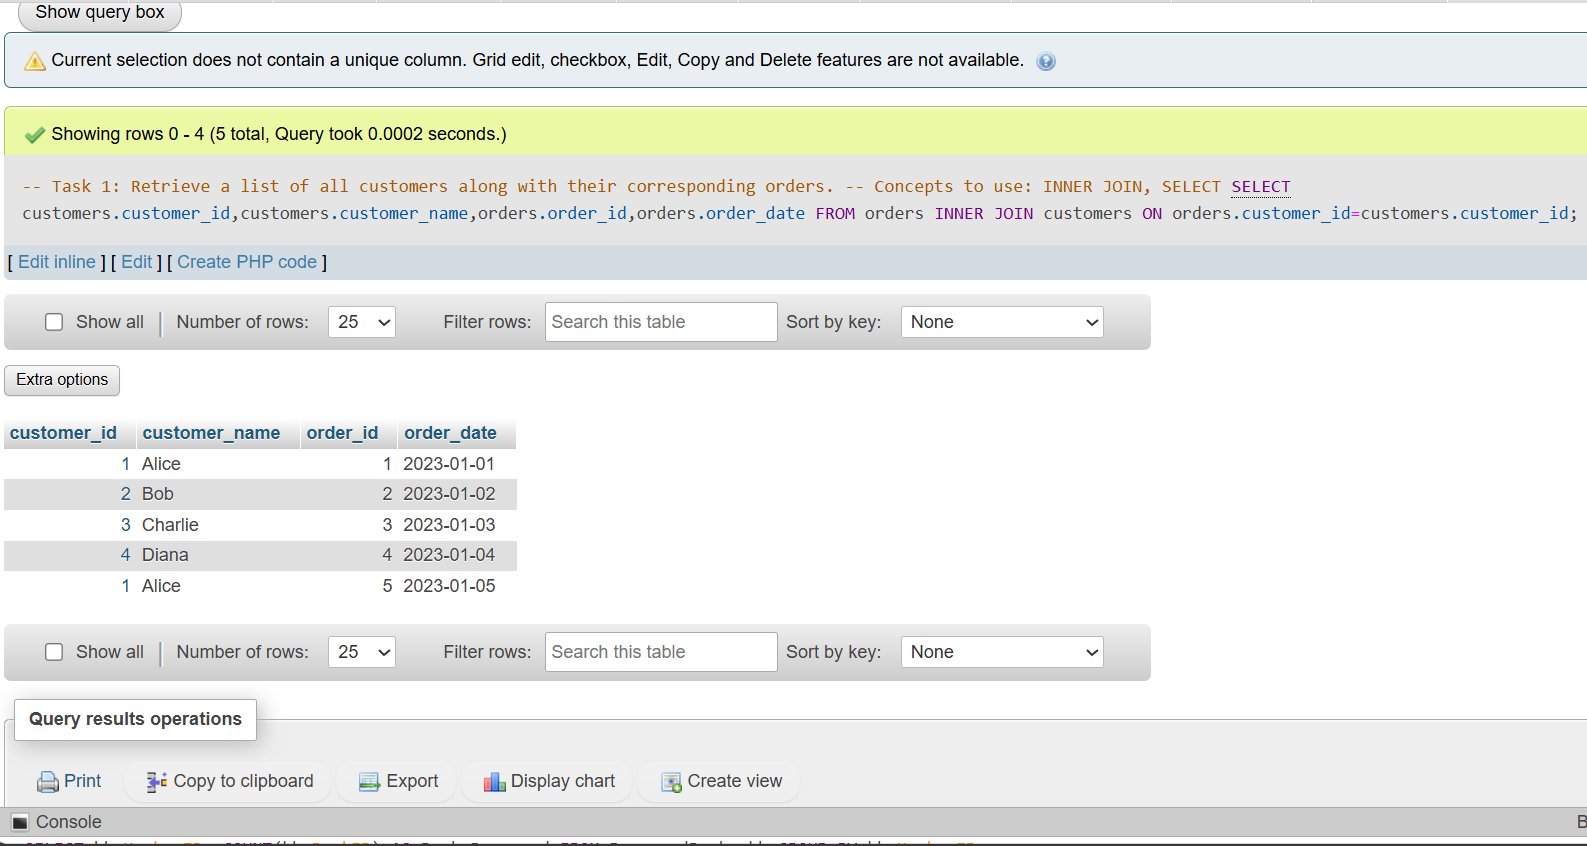 Show query box
Current selection does not contain a unique column. Grid edit, checkbox, Edit, Copy and Delete features are not available.
Showing rows 0 - 4 (5 total, Query took 0.0002 seconds.)
-- Task 1: Retrieve a list of all customers along with their corresponding orders. -- Concepts to use: INNER JOIN, SELECT SELECT
customers.customer_id,customers.customer_name,orders.order_id,orders.order_date FROM orders INNER JOIN customers ON orders.customer_id=customers.customer_id;
[ Edit inline ] [ Edit ] [ Create PHP code ]
Show all | Number of rows: 25 Filter rows: Search this table Sort by key: None
Extra options
customer_id customer_name order_id order_date
1 Alice 1 2023-01-01
2 Bob 2 2023-01-02
3 Charlie 3 2023-01-03
4 Diana 4 2023-01-04
1 Alice 5 2023-01-05
Show all | Number of rows: 25 Filter rows: Search this table Sort by key: None
Query results operations
Print Copy to clipboard Export Display chart Create view
Console